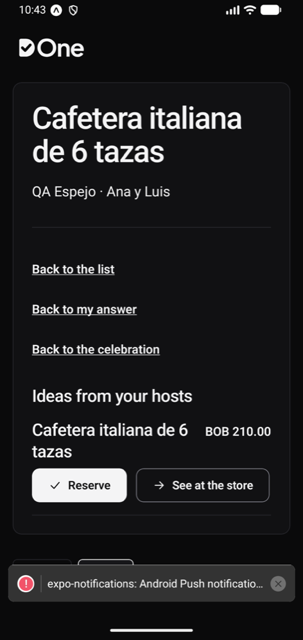 10:43
One
Cafetera italiana
de 6 tazas
QA Espejo · Ana y Luis
Back to the list
Back to my answer
Back to the celebration
Ideas from your hosts
Cafetera italiana de 6
tazas
BOB 210.00
Reserve
See at the store
expo-notifications: Android Push notificatio...